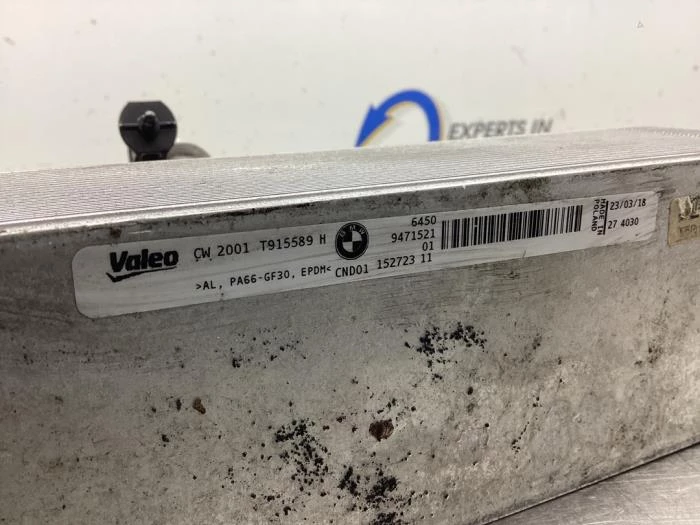 EXPERTS IN
Valeo
CW 2001 T915589 H
>AL, PA66-GF30, EPDM<
BMW
6450
9471521
01
CND01 152723 11
MADE IN
POLAND
23/03/18
27 4030